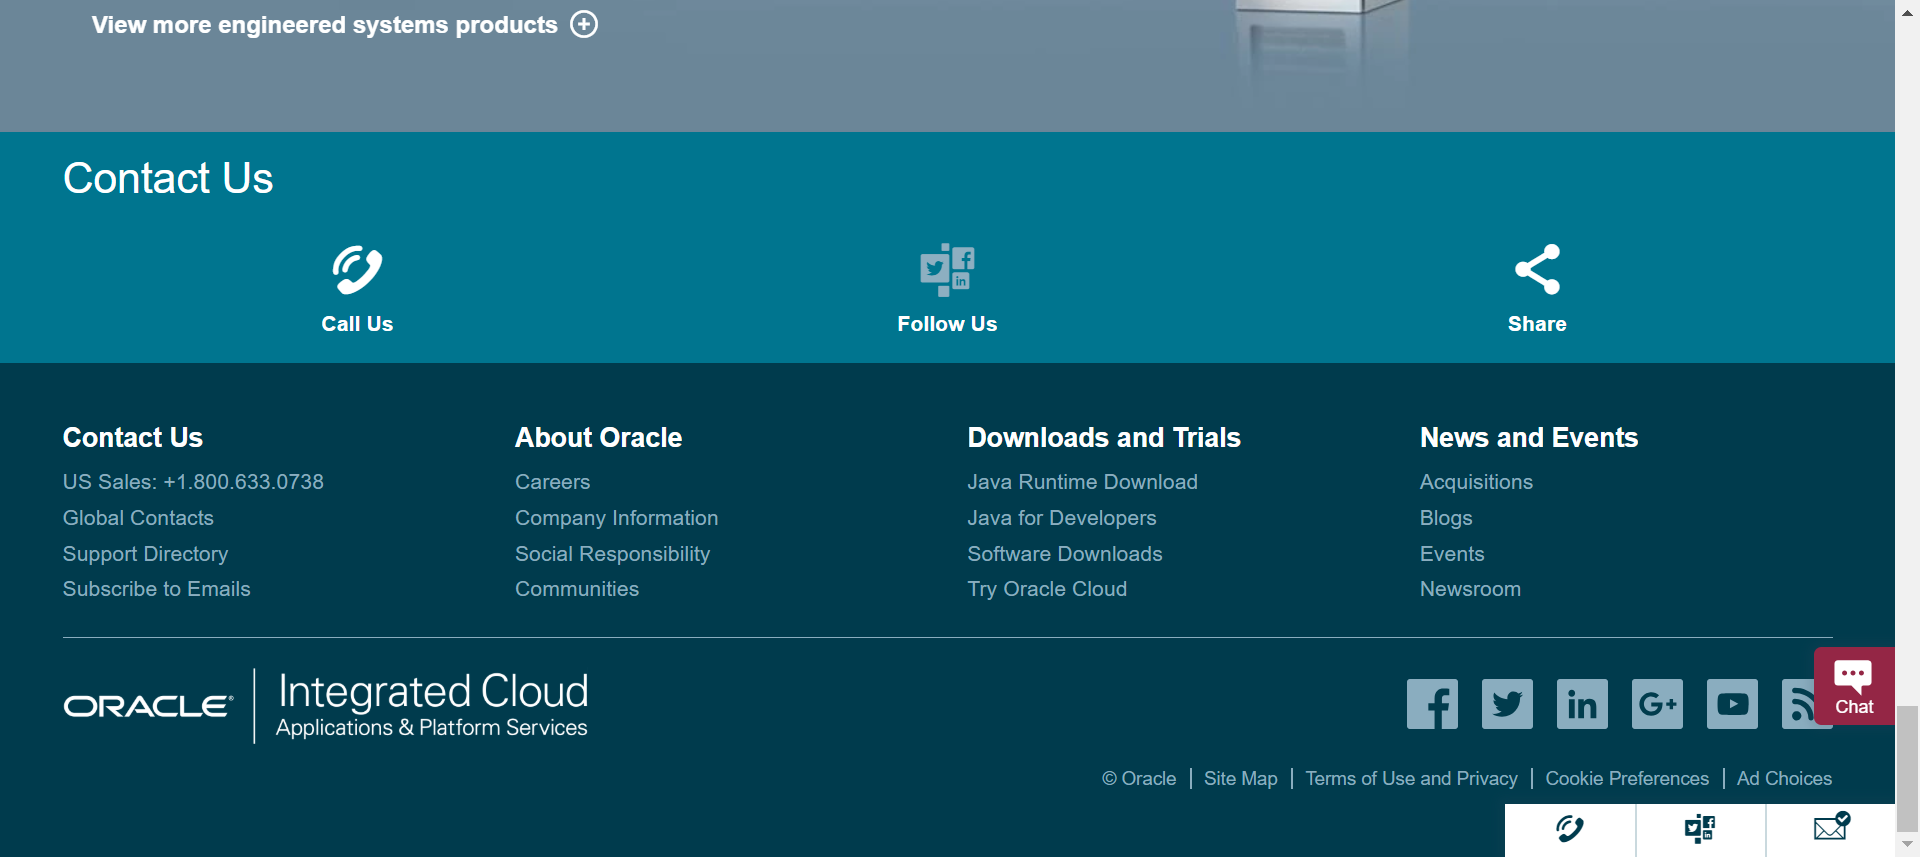 View more engineered systems products
Contact Us
Call Us
Follow Us
Share
Contact Us
US Sales: +1.800.633.0738
Global Contacts
Support Directory
Subscribe to Emails
About Oracle
Careers
Company Information
Social Responsibility
Communities
Downloads and Trials
Java Runtime Download
Java for Developers
Software Downloads
Try Oracle Cloud
News and Events
Acquisitions
Blogs
Events
Newsroom
ORACLE® | Integrated Cloud
Applications & Platform Services
Chat
© Oracle | Site Map | Terms of Use and Privacy | Cookie Preferences | Ad Choices